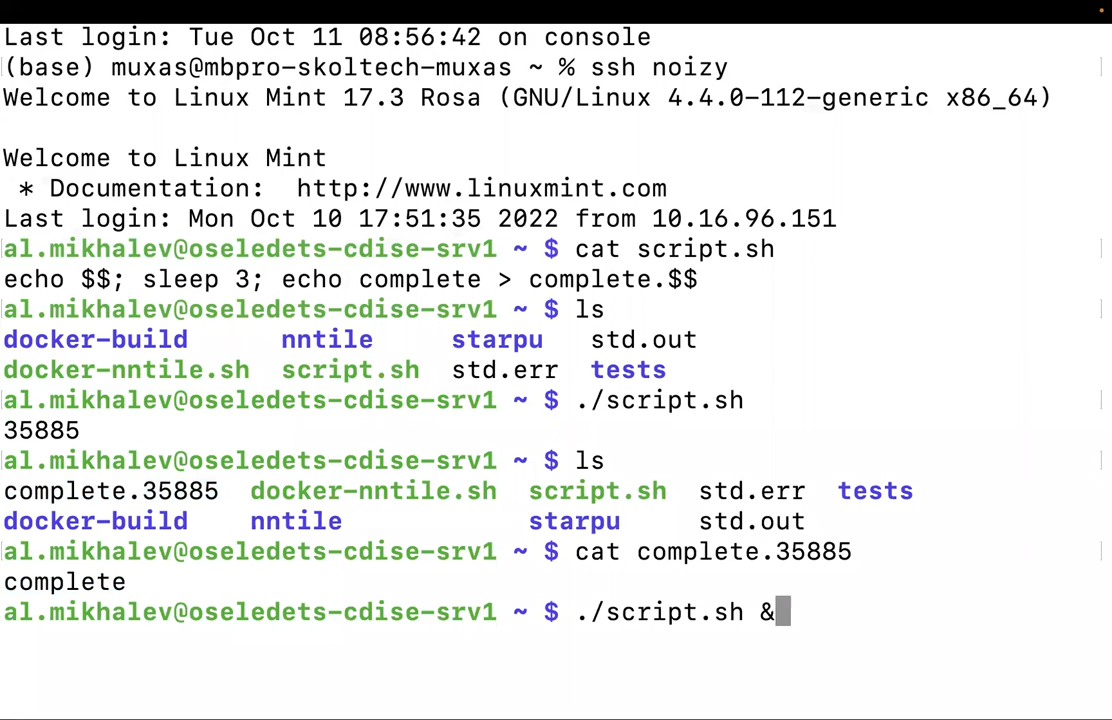 Last login: Tue Oct 11 08:56:42 on console
(base) muxas@mbpro-skoltech-muxas ~ % ssh noizy
Welcome to Linux Mint 17.3 Rosa (GNU/Linux 4.4.0-112-generic x86_64)
Welcome to Linux Mint
* Documentation:  http://www.linuxmint.com
Last login: Mon Oct 10 17:51:35 2022 from 10.16.96.151
al.mikhalev@oseledets-cdise-srv1 ~ $ cat script.sh
echo $$; sleep 3; echo complete > complete.$$
al.mikhalev@oseledets-cdise-srv1 ~ $ ls
docker-build      nntile     starpu   std.out
docker-nntile.sh  script.sh  std.err  tests
al.mikhalev@oseledets-cdise-srv1 ~ $ ./script.sh
35885
al.mikhalev@oseledets-cdise-srv1 ~ $ ls
complete.35885  docker-nntile.sh  script.sh  std.err  tests
docker-build    nntile            starpu     std.out
al.mikhalev@oseledets-cdise-srv1 ~ $ cat complete.35885
complete
al.mikhalev@oseledets-cdise-srv1 ~ $ ./script.sh &